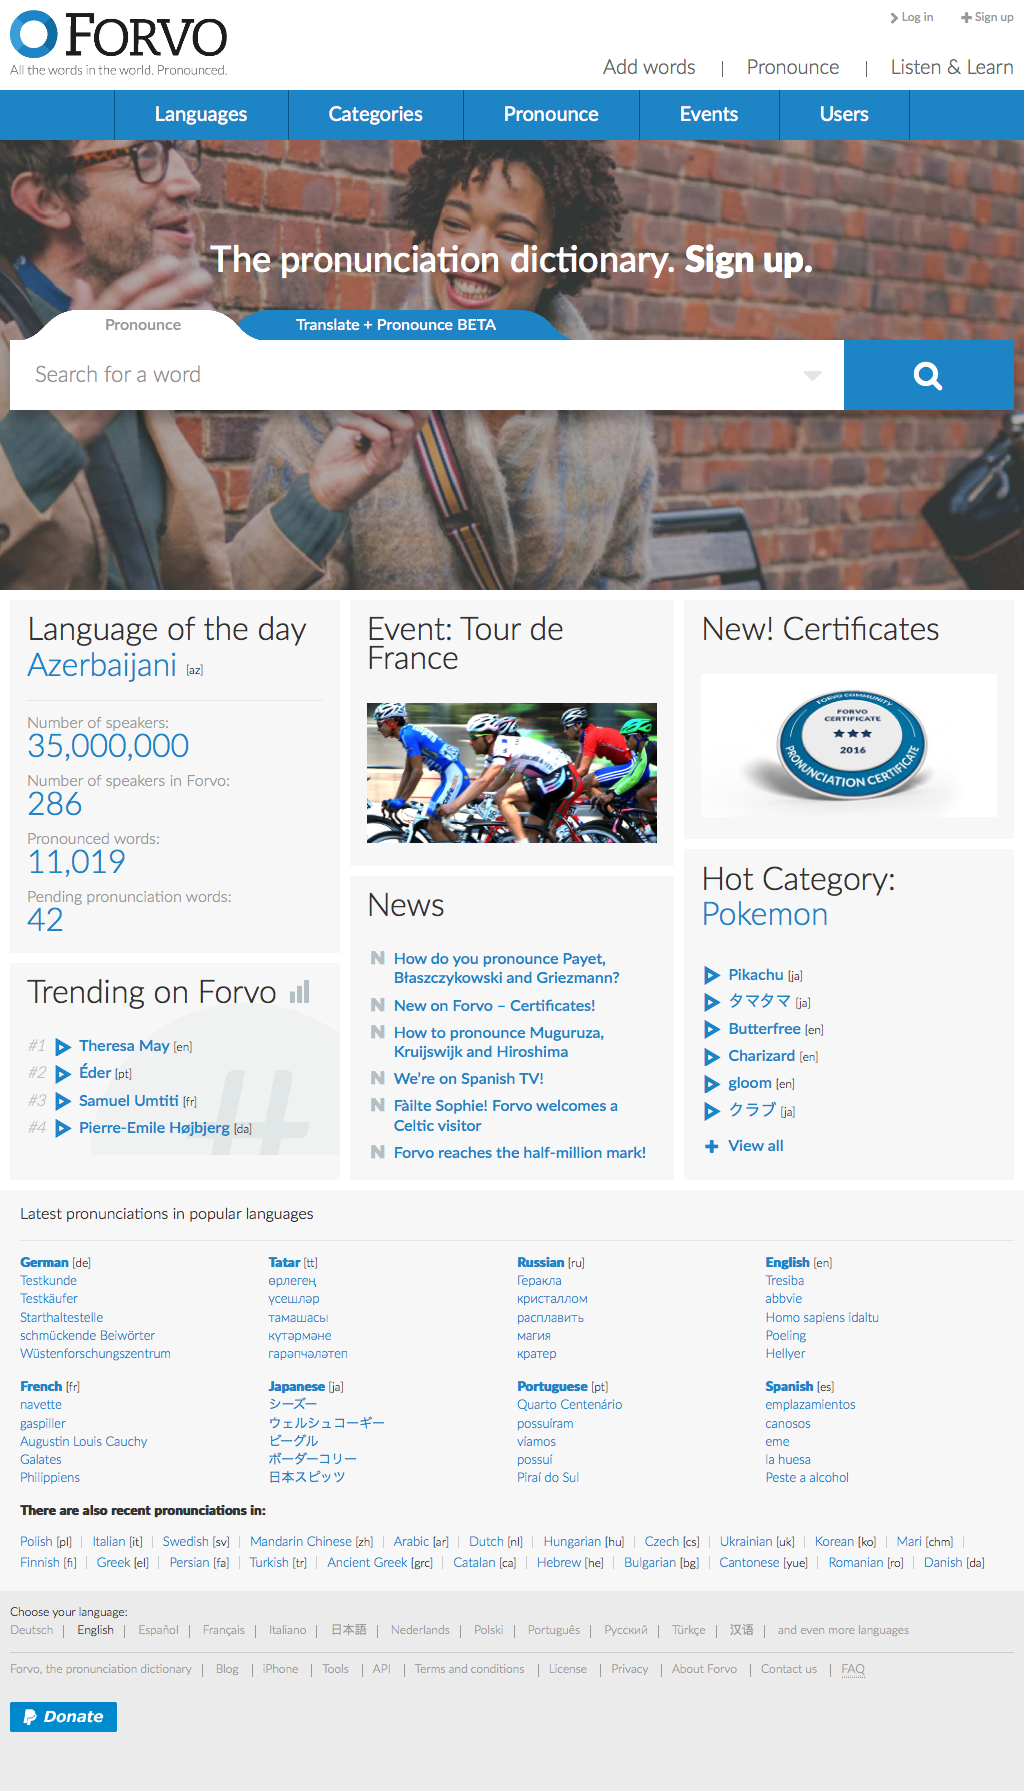 FORVO
All the words in the world. Pronounced.
Log in
Sign up
Add words | Pronounce | Listen & Learn
Languages
Categories
Pronounce
Events
Users
The pronunciation dictionary. Sign up.
Pronounce
Translate + Pronounce BETA
Search for a word
Language of the day
Azerbaijani [az]
Number of speakers:
35,000,000
Number of speakers in Forvo:
286
Pronounced words:
11,019
Pending pronunciation words:
42
Trending on Forvo
#1 Theresa May [en]
#2 Éder [pt]
#3 Samuel Umtiti [fr]
#4 Pierre-Emile Højbjerg [da]
#
Event: Tour de
France
News
N How do you pronounce Payet,
Błaszczykowski and Griezmann?
N New on Forvo – Certificates!
N How to pronounce Muguruza,
Kruijswijk and Hiroshima
N We're on Spanish TV!
N Fàilte Sophie! Forvo welcomes a
Celtic visitor
N Forvo reaches the half-million mark!
New! Certificates
FORVO COMMUNITY
FORVO
CERTIFICATE
★★★
2016
PRONUNCIATION CERTIFICATE
Hot Category:
Pokemon
Pikachu [ja]
タマタマ [ja]
Butterfree [en]
Charizard [en]
gloom [en]
クラブ [ja]
View all
Latest pronunciations in popular languages
German [de]
Testkunde
Testkäufer
Starthaltestelle
schmückende Beiwörter
Wüstenforschungszentrum
Tatar [tt]
өрлегең
үсешләр
тамашасы
күтәрмәне
гарәпчәләтеп
Russian [ru]
Геракла
кристаллом
расплавить
магия
кратер
English [en]
Tresiba
abbvie
Homo sapiens idaltu
Poeling
Hellyer
French [fr]
navette
gaspiller
Augustin Louis Cauchy
Galates
Philippiens
Japanese [ja]
シーズー
ウェルシュコーギー
ビーグル
ボーダーコリー
日本スピッツ
Portuguese [pt]
Quarto Centenário
possuíram
víamos
possuí
Piraí do Sul
Spanish [es]
emplazamientos
canosos
eme
la huesa
Peste a alcohol
There are also recent pronunciations in:
Polish [pl] | Italian [it] | Swedish [sv] | Mandarin Chinese [zh] | Arabic [ar] | Dutch [nl] | Hungarian [hu] | Czech [cs] | Ukrainian [uk] | Korean [ko] | Mari [chm] |
Finnish [fi] | Greek [el] | Persian [fa] | Turkish [tr] | Ancient Greek [grc] | Catalan [ca] | Hebrew [he] | Bulgarian [bg] | Cantonese [yue] | Romanian [ro] | Danish [da]
Choose your language:
Deutsch | English | Español | Français | Italiano | 日本語 | Nederlands | Polski | Português | Русский | Türkçe | 汉语 | and even more languages
Forvo, the pronunciation dictionary | Blog | iPhone | Tools | API | Terms and conditions | License | Privacy | About Forvo | Contact us | FAQ
Donate